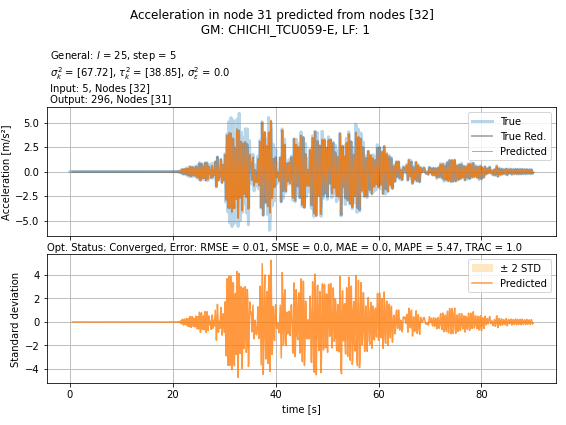 Acceleration in node 31 predicted from nodes [32]
GM: CHICHI_TCU059-E, LF: 1
General: l = 25, step = 5
σ²ₖ = [67.72], τ²ₖ = [38.85], σ²ε = 0.0
Input: 5, Nodes [32]
Output: 296, Nodes [31]
Acceleration [m/s²]
5.0
2.5
0.0
−2.5
−5.0
True
True Red.
Predicted
Opt. Status: Converged, Error: RMSE = 0.01, SMSE = 0.0, MAE = 0.0, MAPE = 5.47, TRAC = 1.0
Standard deviation
4
2
0
−2
−4
± 2 STD
Predicted
0 20 40 60 80
time [s]